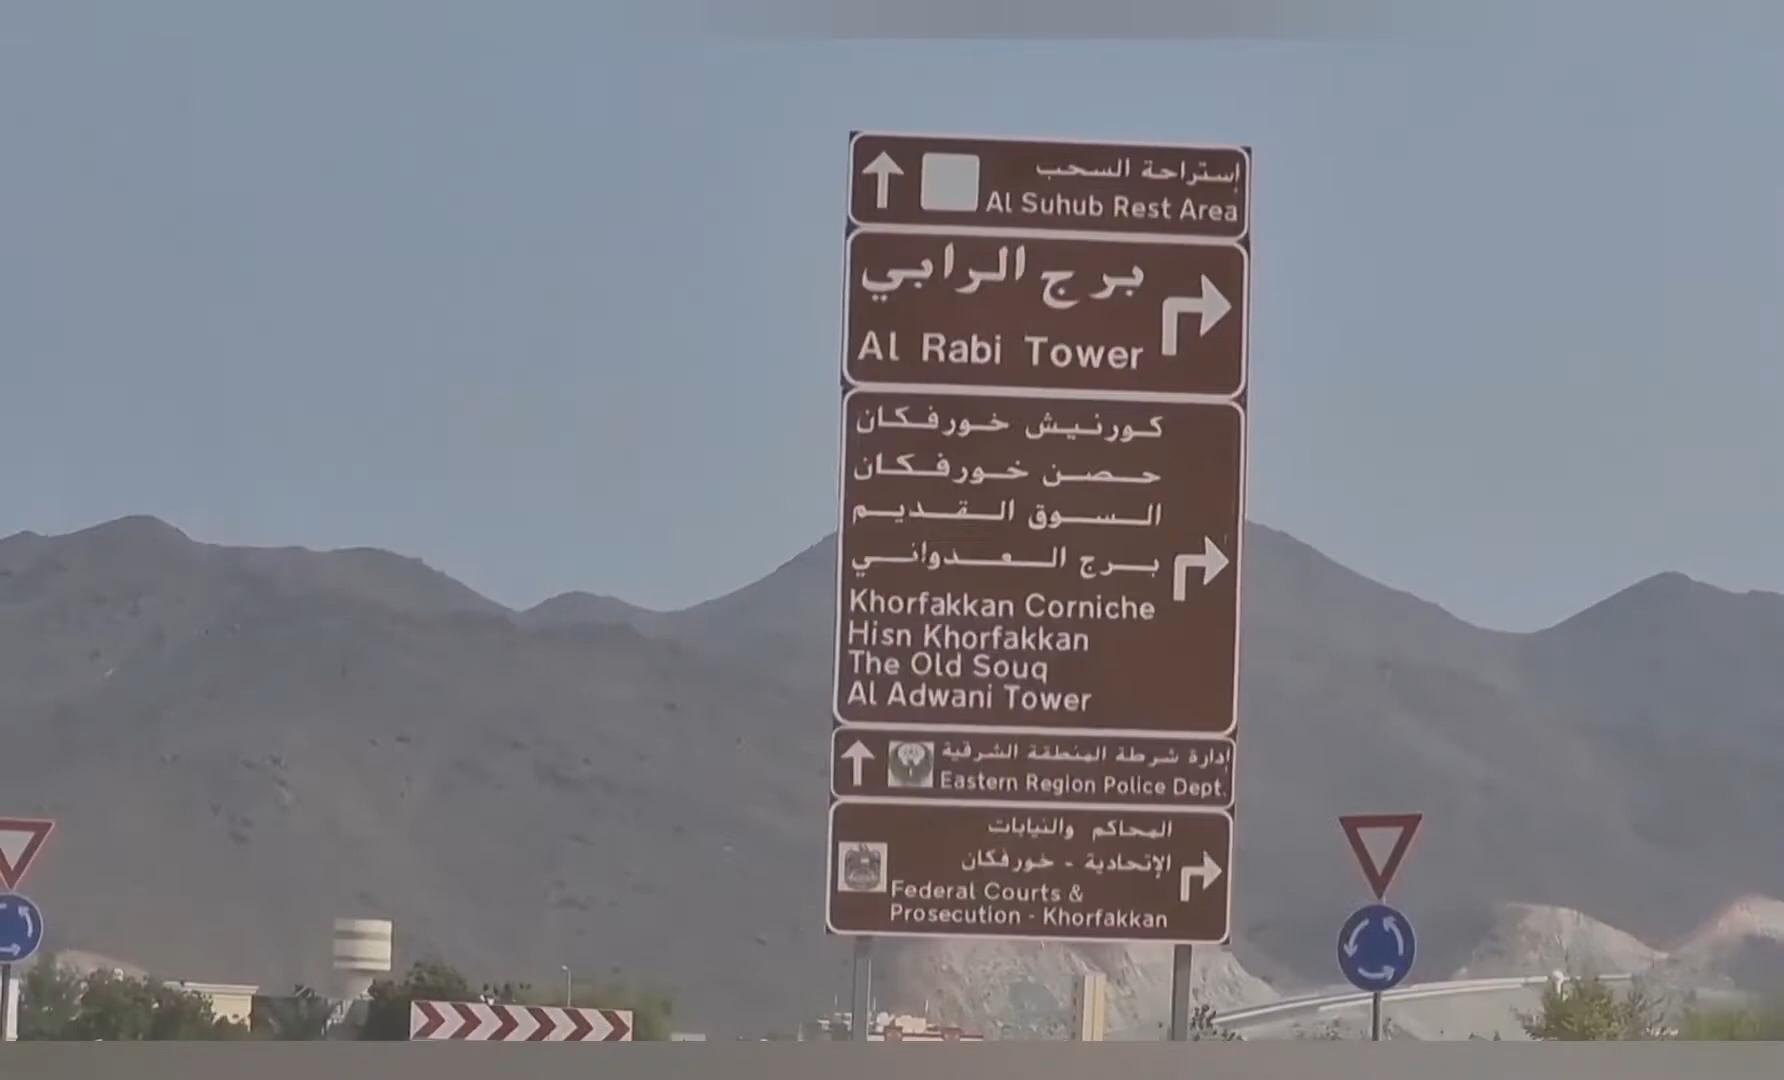 إستراحة السحب
Al Suhub Rest Area
برج الرابي
Al Rabi Tower
كورنيش خورفكان
حصن خورفكان
السوق القديم
برج العدواني
Khorfakkan Corniche
Hisn Khorfakkan
The Old Souq
Al Adwani Tower
إدارة شرطة المنطقة الشرقية
Eastern Region Police Dept.
المحاكم والنيابات
الإتحادية - خورفكان
Federal Courts &
Prosecution - Khorfakkan